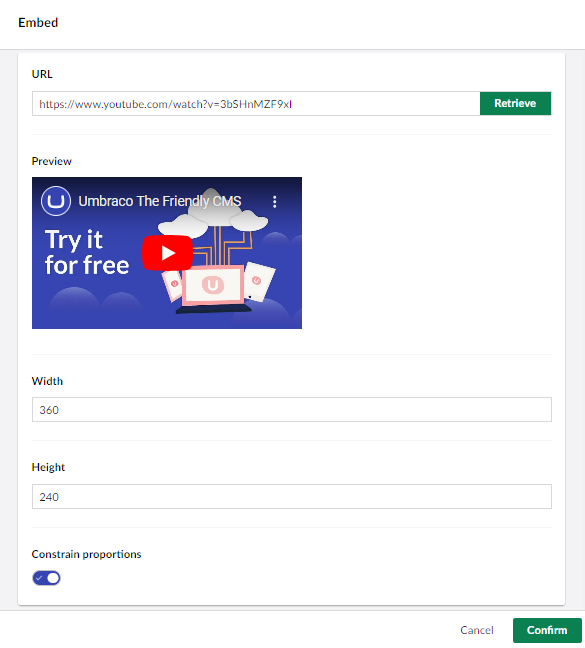 Embed
URL
https://www.youtube.com/watch?v=3bSHnMZF9xI
Retrieve
Preview
Umbraco The Friendly CMS
Try it
for free
Width
360
Height
240
Constrain proportions
Cancel
Confirm